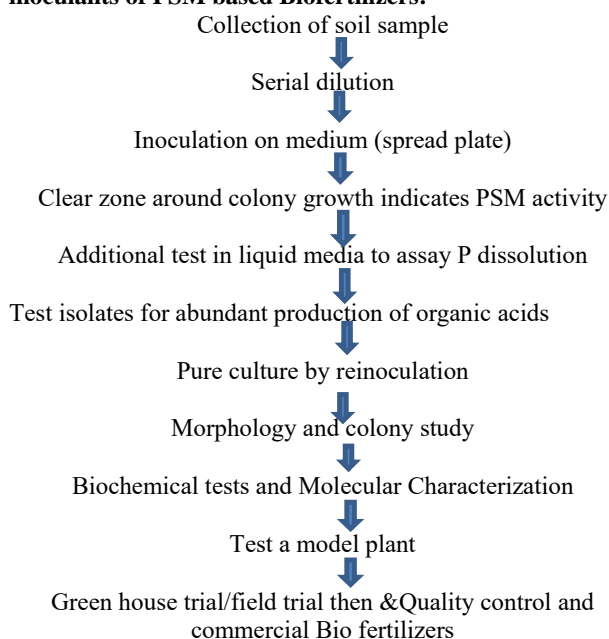 inoculants of PSM based Biofertilizers:
Collection of soil sample
Serial dilution
Inoculation on medium (spread plate)
Clear zone around colony growth indicates PSM activity
Additional test in liquid media to assay P dissolution
Test isolates for abundant production of organic acids
Pure culture by reinoculation
Morphology and colony study
Biochemical tests and Molecular Characterization
Test a model plant
Green house trial/field trial then &Quality control and
commercial Bio fertilizers